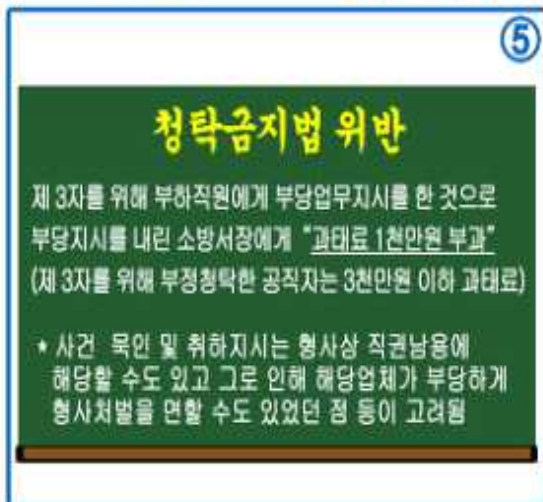 ⑤
청탁금지법 위반
제 3자를 위해 부하직원에게 부당업무지시를 한 것으로
부당지시를 내린 소방서장에게 “과태료 1천만원 부과”
(제 3자를 위해 부정청탁한 공직자는 3천만원 이하 과태료)
* 사건 묵인 및 취하지시는 형사상 직권남용에
해당할 수도 있고 그로 인해 해당업체가 부당하게
형사처벌을 면할 수도 있었던 점 등이 고려됨